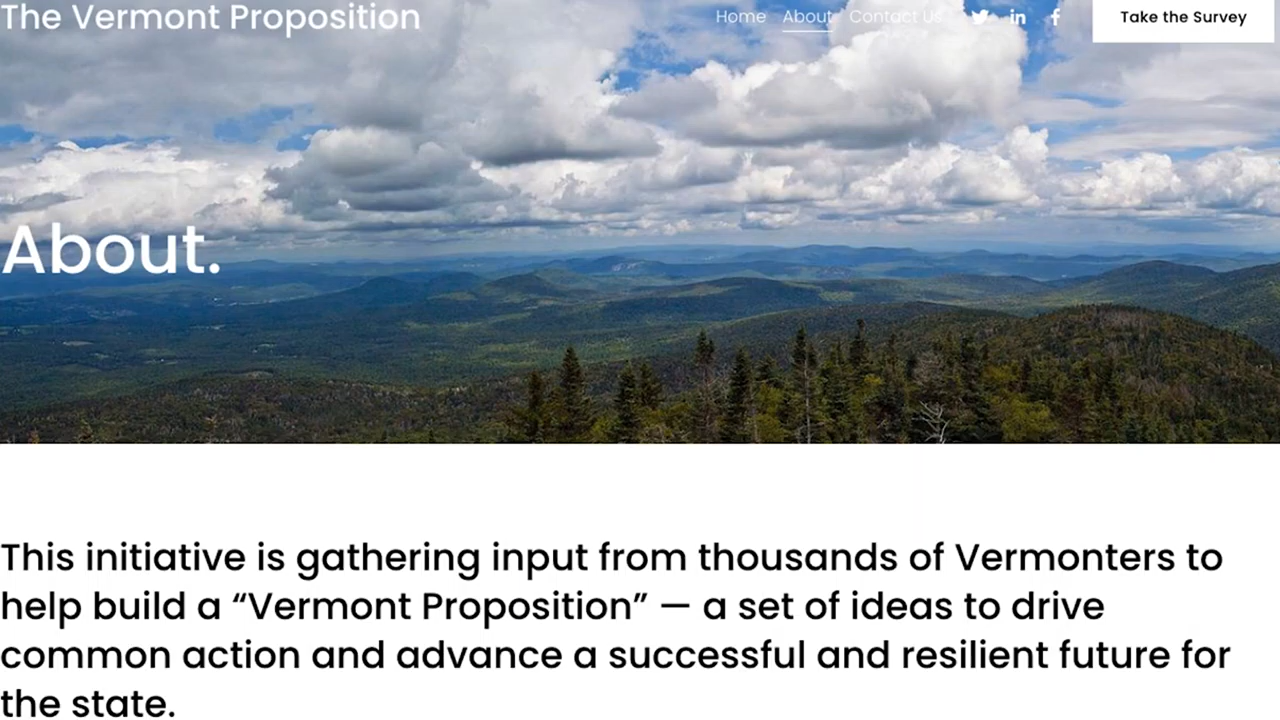 The Vermont Proposition
Home About Contact Us Take the Survey
About.
This initiative is gathering input from thousands of Vermonters to
help build a “Vermont Proposition” — a set of ideas to drive
common action and advance a successful and resilient future for
the state.